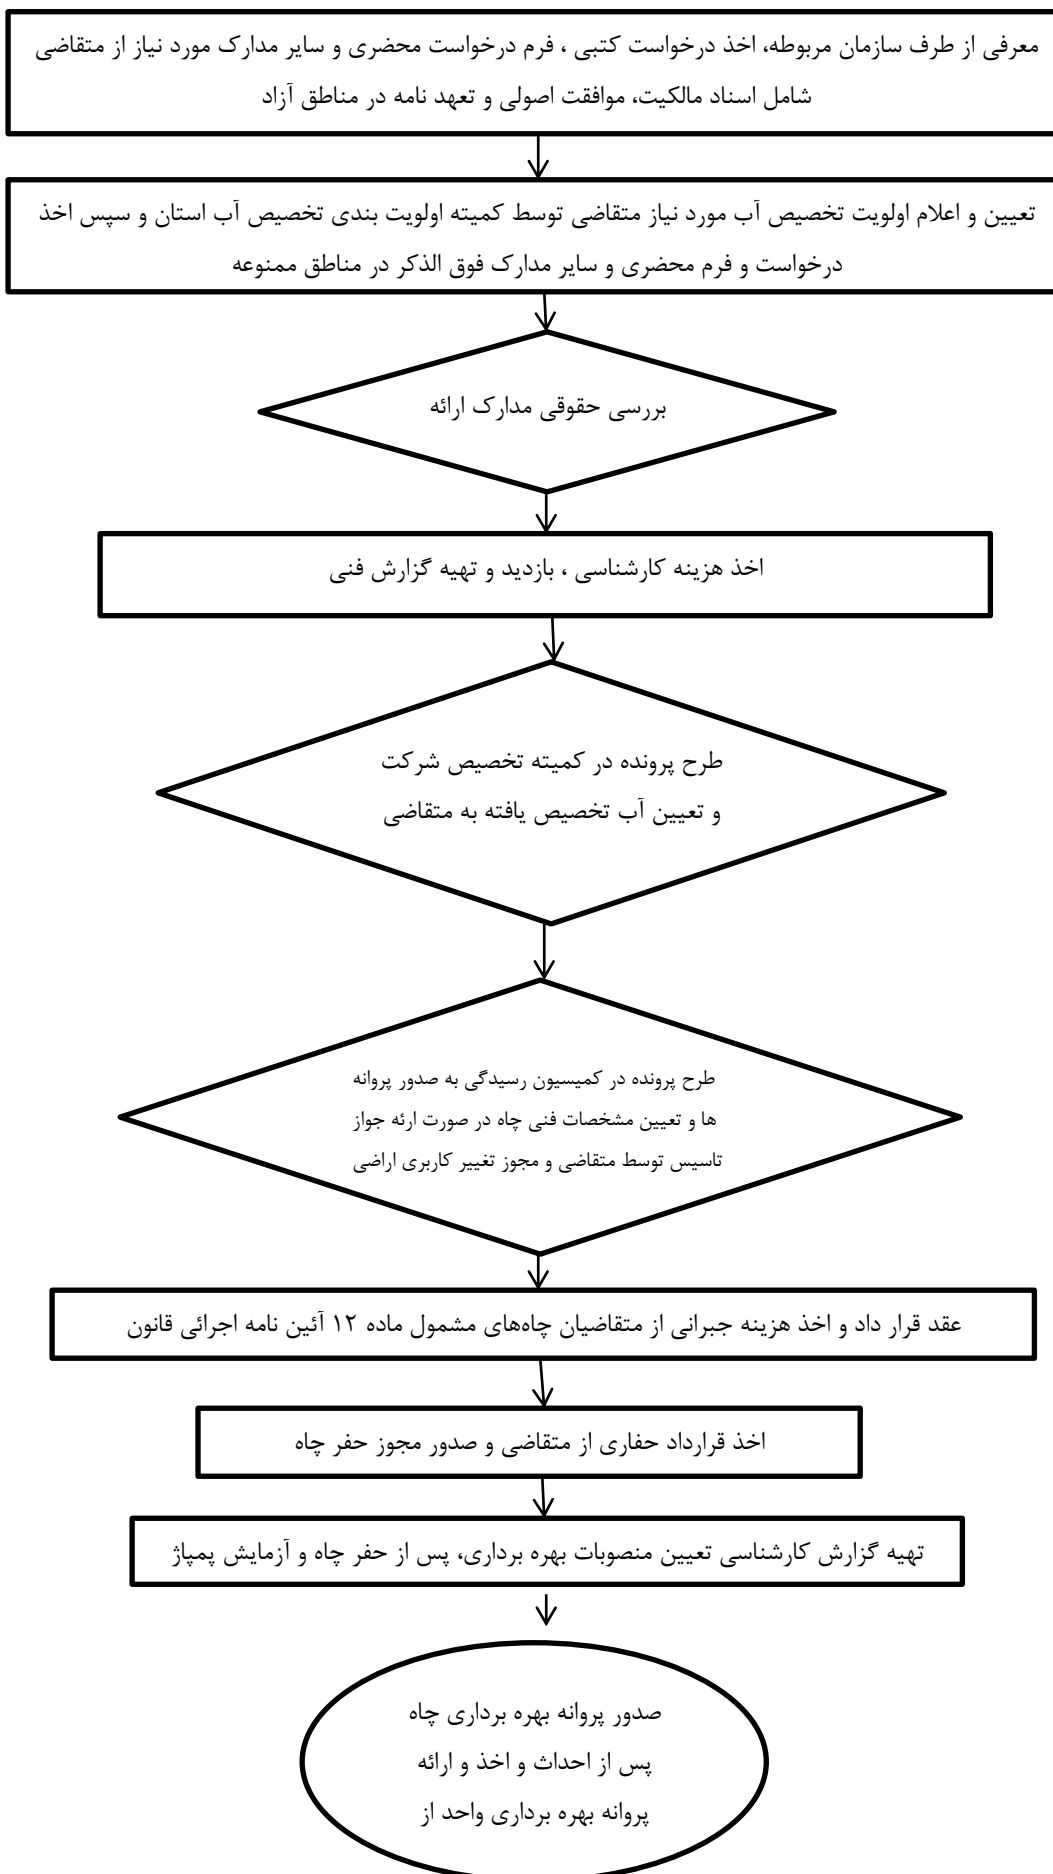 معرفی از طرف سازمان مربوطه، اخذ درخواست کتبی ، فرم درخواست محضری و سایر مدارک مورد نیاز از متقاضی
شامل اسناد مالکیت، موافقت اصولی و تعهد نامه در مناطق آزاد
تعیین و اعلام اولویت تخصیص آب مورد نیاز متقاضی توسط کمیته اولویت بندی تخصیص آب استان و سپس اخذ
درخواست و فرم محضری و سایر مدارک فوق الذکر در مناطق ممنوعه
بررسی حقوقی مدارک ارائه
اخذ هزینه کارشناسی ، بازدید و تهیه گزارش فنی
طرح پرونده در کمیته تخصیص شرکت
و تعیین آب تخصیص یافته به متقاضی
طرح پرونده در کمیسیون رسیدگی به صدور پروانه
ها و تعیین مشخصات فنی چاه در صورت ارئه جواز
تاسیس توسط متقاضی و مجوز تغییر کاربری اراضی
عقد قرار داد و اخذ هزینه جبرانی از متقاضیان چاه‌های مشمول ماده ۱۲ آئین نامه اجرائی قانون
اخذ قرارداد حفاری از متقاضی و صدور مجوز حفر چاه
تهیه گزارش کارشناسی تعیین منصوبات بهره برداری، پس از حفر چاه و آزمایش پمپاژ
صدور پروانه بهره برداری چاه
پس از احداث و اخذ و ارائه
پروانه بهره برداری واحد از